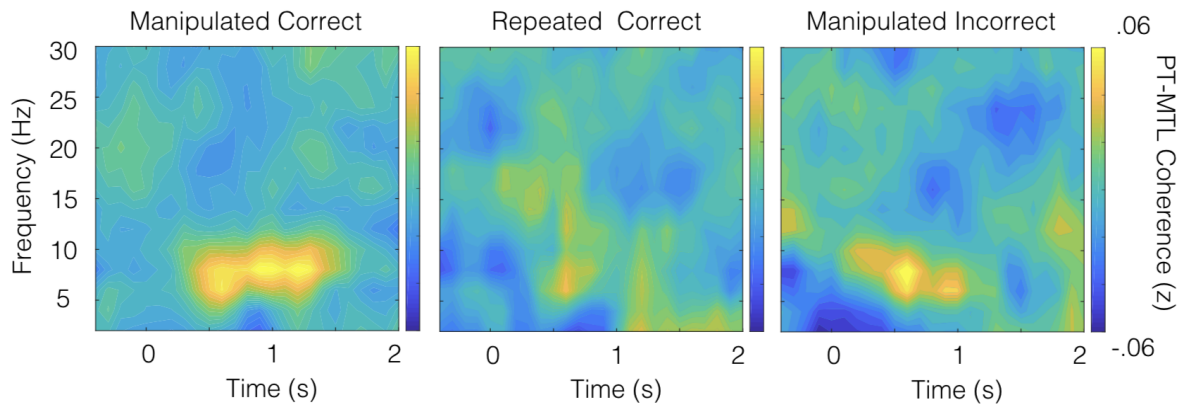 Manipulated Correct
Repeated Correct
Manipulated Incorrect
.06
30
25
20
15
10
5
Frequency (Hz)
PT-MTL Coherence (z)
-.06
0 1 2
0 1 2
0 1 2
Time (s)
Time (s)
Time (s)